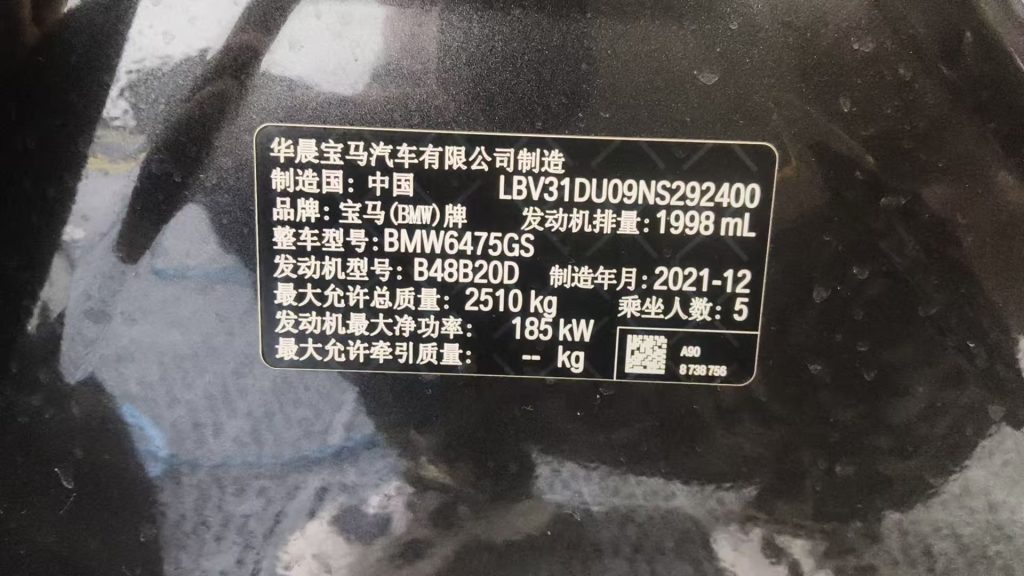 华晨宝马汽车有限公司制造
制造国：中国 LBV31DU09NS292400
品牌：宝马(BMW)牌 发动机排量：1998 mL
整车型号：BMW6475GS
发动机型号：B48B20D 制造年月：2021-12
最大允许总质量：2510 kg 乘坐人数：5
发动机最大净功率： 185 kW
最大允许牵引质量： -- kg
A90
8 738 756